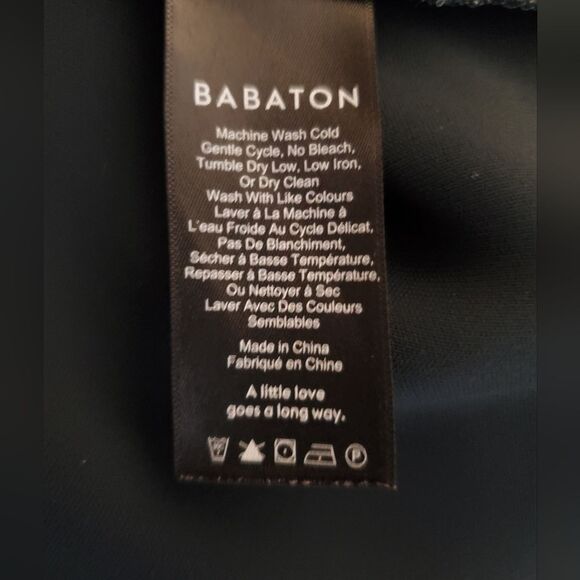 BABATON
Machine Wash Cold
Gentle Cycle, No Bleach,
Tumble Dry Low, Low Iron,
Or Dry Clean
Wash With Like Colours
Laver à La Machine à
L'eau Froide Au Cycle Délicat,
Pas De Blanchiment,
Sécher à Basse Température,
Repasser à Basse Température,
Ou Nettoyer à Sec
Laver Avec Des Couleurs
Semblables
Made in China
Fabriqué en Chine
A little love
goes a long way.
P